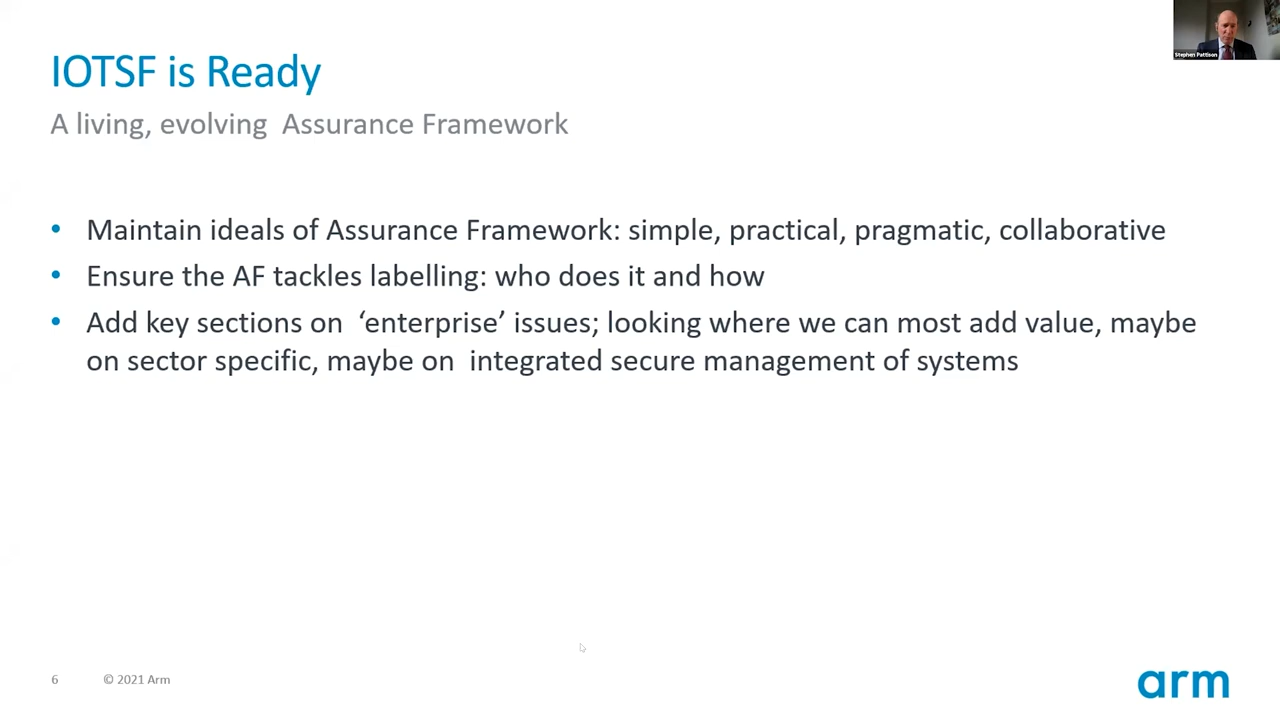 Stephen Pattison
IOTSF is Ready
A living, evolving Assurance Framework
• Maintain ideals of Assurance Framework: simple, practical, pragmatic, collaborative
• Ensure the AF tackles labelling: who does it and how
• Add key sections on ‘enterprise’ issues; looking where we can most add value, maybe
on sector specific, maybe on integrated secure management of systems
6 © 2021 Arm
arm